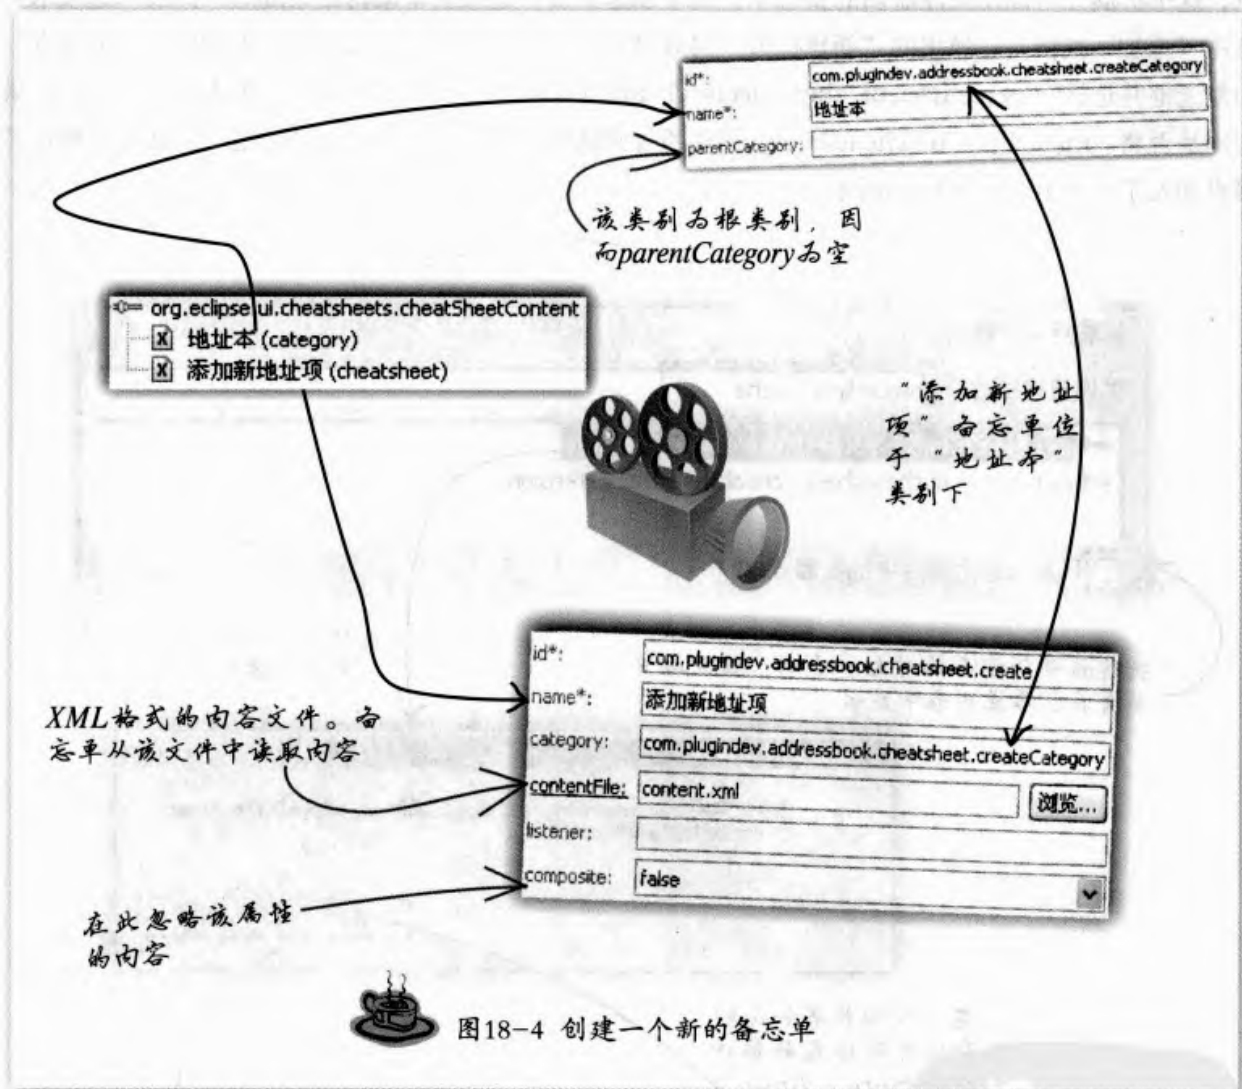 id*:
com.plugindev.addressbook.cheatsheet.createCategory
name*:
地址本
parentCategory:
该类别为根类别，因
而parentCategory为空
org.eclipse.ui.cheatsheets.cheatSheetContent
地址本 (category)
添加新地址项 (cheatsheet)
“添加新地址
项”备忘单位
于“地址本”
类别下
id*:
com.plugindev.addressbook.cheatsheet.create
name*:
添加新地址项
category:
com.plugindev.addressbook.cheatsheet.createCategory
contentFile:
content.xml
浏览...
listener:
composite:
false
XML格式的内容文件。备
忘单从该文件中读取内容
在此忽略该属性
的内容
图18-4 创建一个新的备忘单